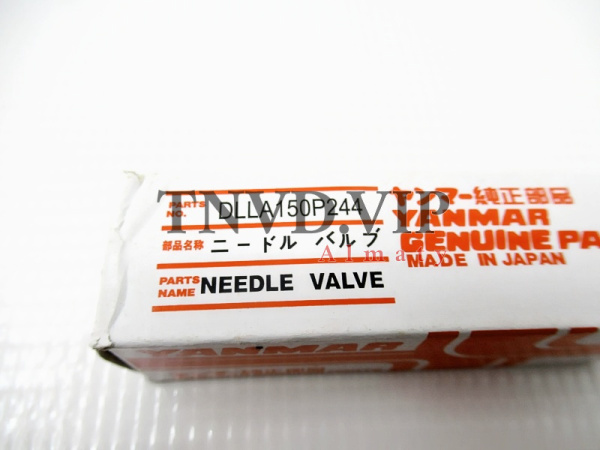 PARTS NO. DLLA150P244
部品名称 ニードル バルブ
PARTS NAME NEEDLE VALVE
ヤンマー純正部品
YANMAR
GENUINE PA
MADE IN JAPAN
YANMAR
TNVD.VIP
Almaty